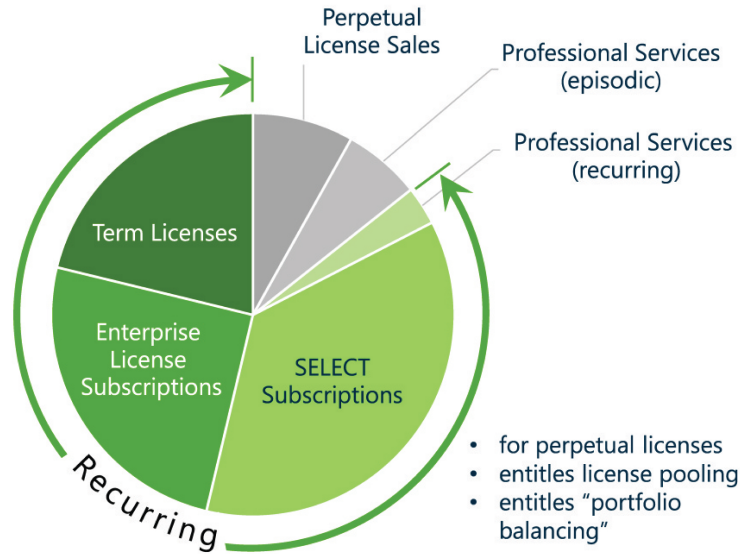 Perpetual
License Sales
Professional Services
(episodic)
Professional Services
(recurring)
Term Licenses
Enterprise
License
Subscriptions
SELECT
Subscriptions
Recurring
• for perpetual licenses
• entitles license pooling
• entitles “portfolio
balancing”